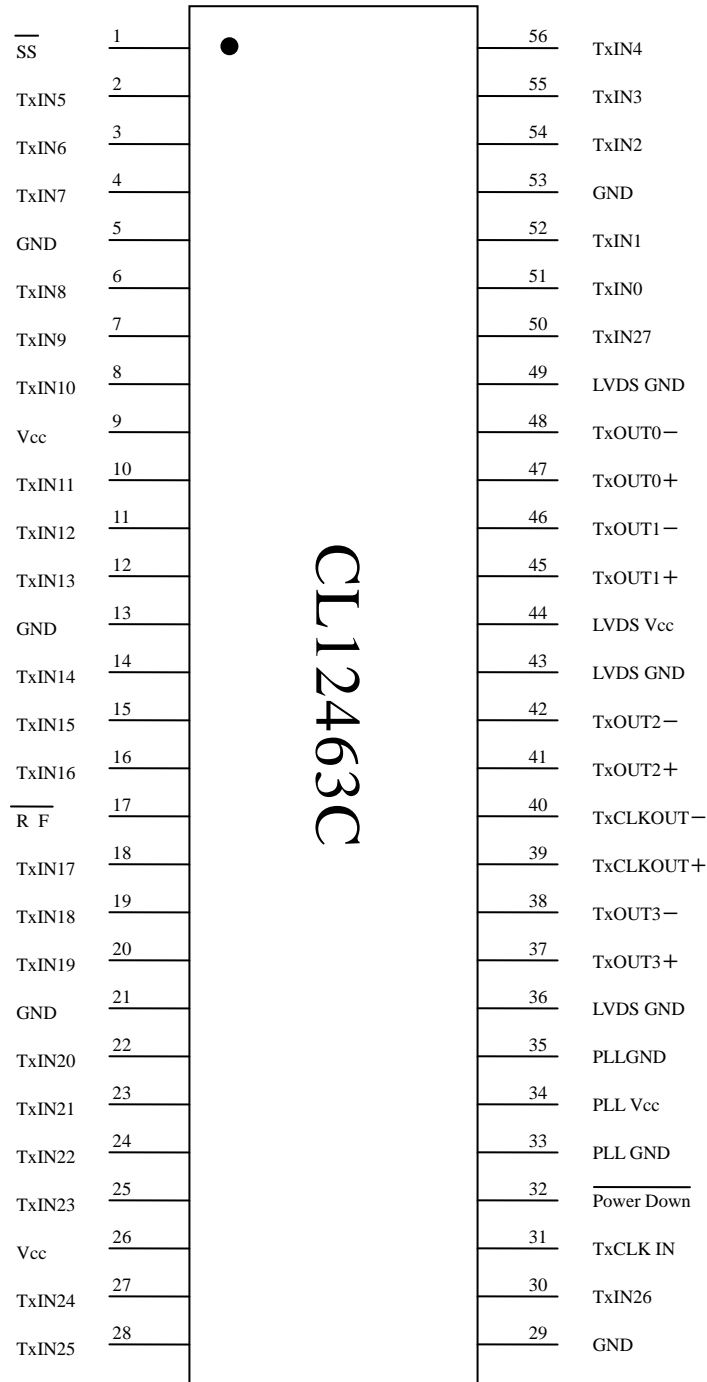 SS 1 56 TxIN4
TxIN5 2 55 TxIN3
TxIN6 3 54 TxIN2
TxIN7 4 53 GND
GND 5 52 TxIN1
TxIN8 6 51 TxIN0
TxIN9 7 50 TxIN27
TxIN10 8 49 LVDS GND
Vcc 9 48 TxOUT0−
TxIN11 10 47 TxOUT0+
TxIN12 11 46 TxOUT1−
TxIN13 12 45 TxOUT1+
GND 13 44 LVDS Vcc
TxIN14 14 43 LVDS GND
TxIN15 15 42 TxOUT2−
TxIN16 16 41 TxOUT2+
R F 17 40 TxCLKOUT−
TxIN17 18 39 TxCLKOUT+
TxIN18 19 38 TxOUT3−
TxIN19 20 37 TxOUT3+
GND 21 36 LVDS GND
TxIN20 22 35 PLLGND
TxIN21 23 34 PLL Vcc
TxIN22 24 33 PLL GND
TxIN23 25 32 Power Down
Vcc 26 31 TxCLK IN
TxIN24 27 30 TxIN26
TxIN25 28 29 GND
CL12463C